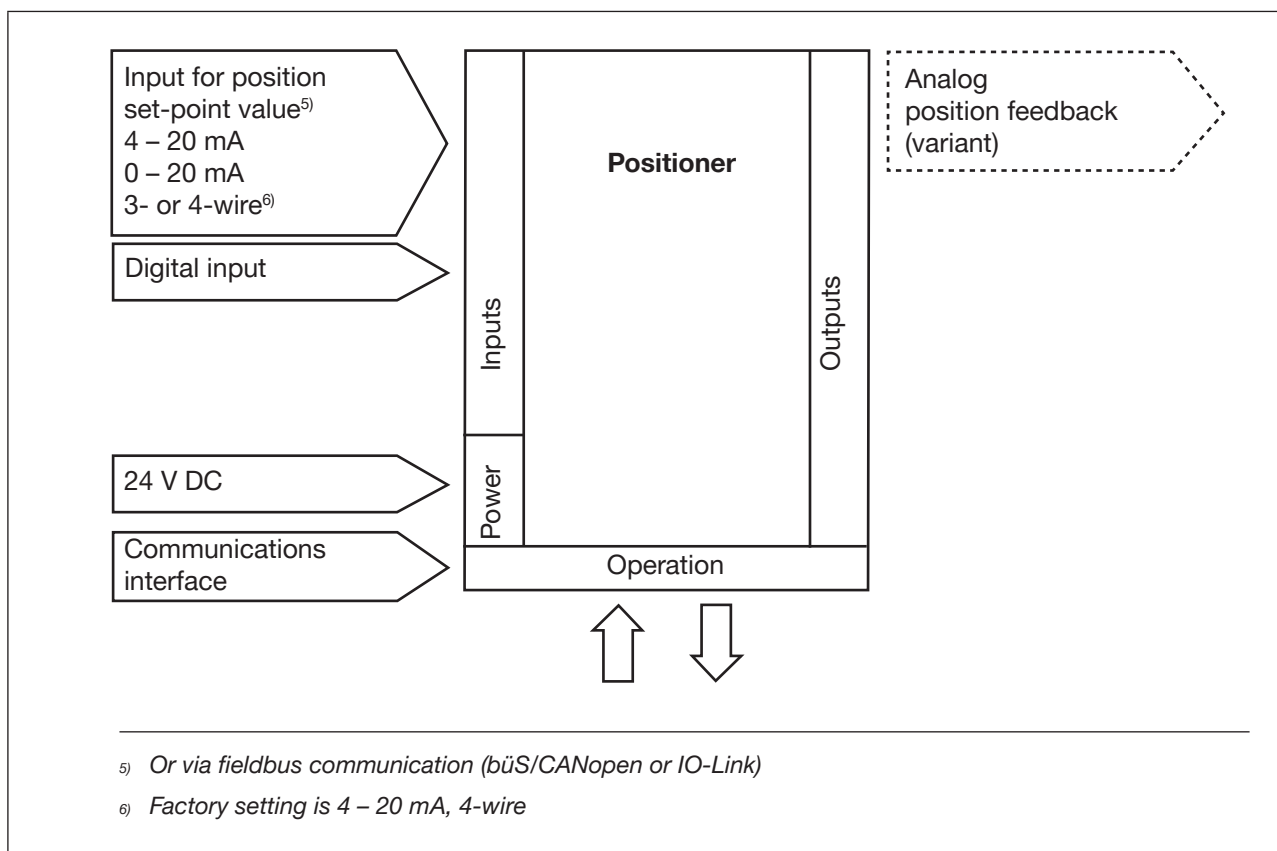 Input for position
set-point value5)
4 – 20 mA
0 – 20 mA
3- or 4-wire6)
Digital input
24 V DC
Communications
interface
Inputs
Power
Positioner
Operation
Outputs
Analog
position feedback
(variant)
5) Or via fieldbus communication (büS/CANopen or IO-Link)
6) Factory setting is 4 – 20 mA, 4-wire